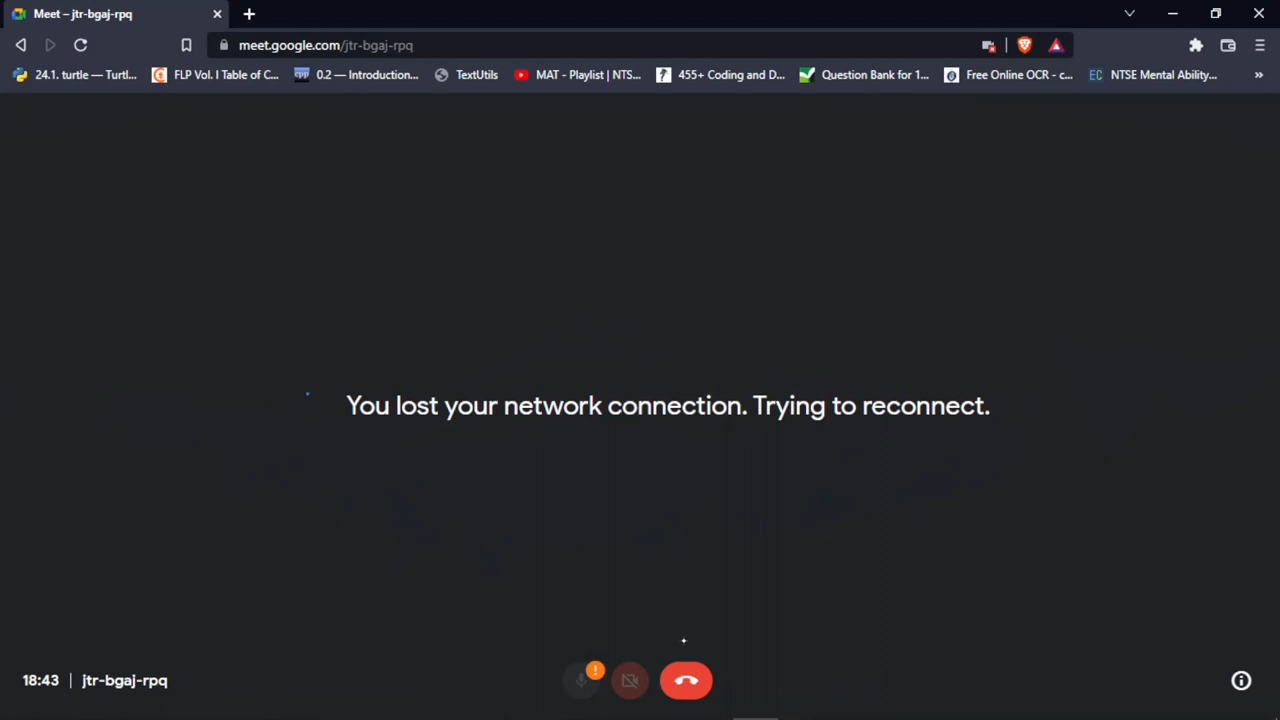 Meet – jtr-bgaj-rpq
meet.google.com/jtr-bgaj-rpq
24.1. turtle — Turtl...
FLP Vol. I Table of C...
0.2 — Introduction...
TextUtils
MAT - Playlist | NTS...
455+ Coding and D...
Question Bank for 1...
Free Online OCR - c...
EC NTSE Mental Ability...
»
You lost your network connection. Trying to reconnect.
18:43 | jtr-bgaj-rpq